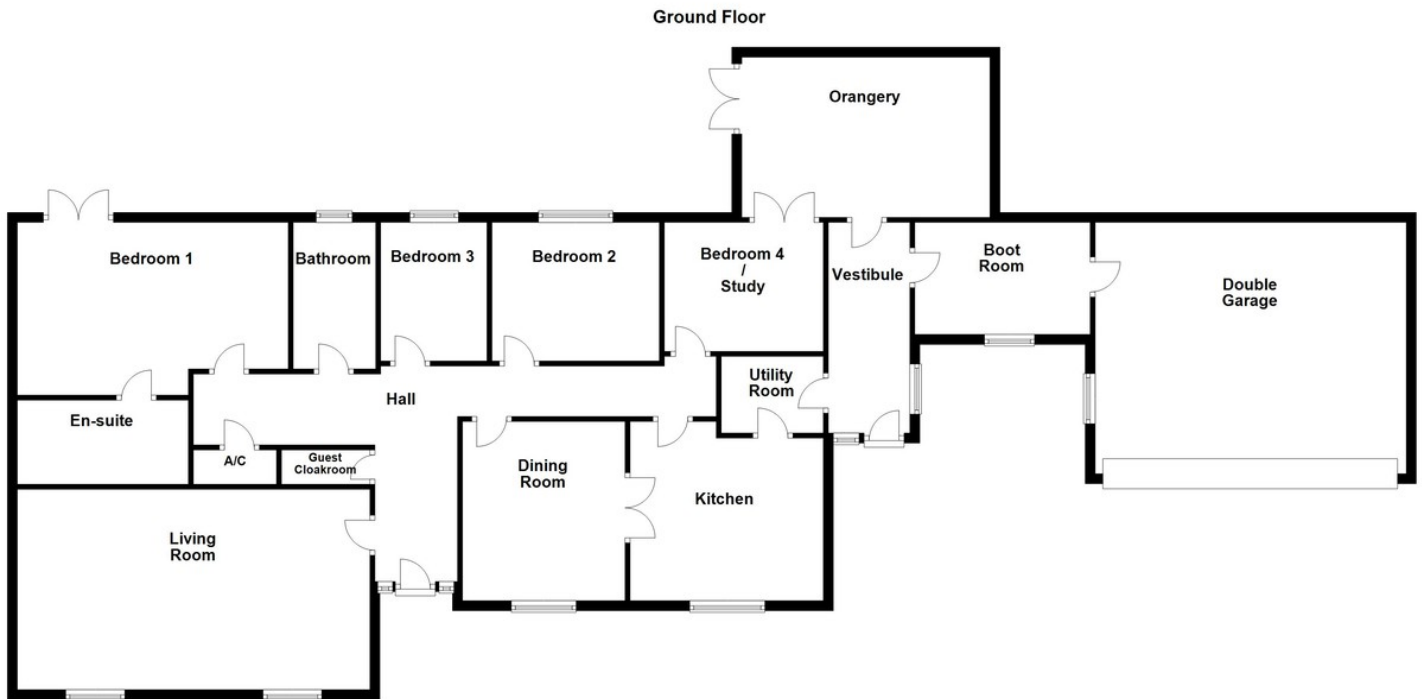 Ground Floor
Orangery
Bedroom 1
Bathroom
Bedroom 3
Bedroom 2
Bedroom 4
/
Study
Vestibule
Boot
Room
Double
Garage
Utility
Room
Hall
En-suite
A/C
Guest
Cloakroom
Dining
Room
Kitchen
Living
Room